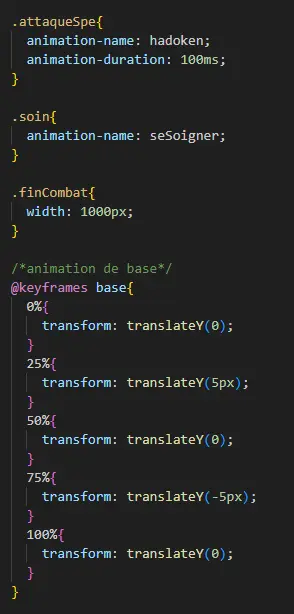 .attaqueSpe{
  animation-name: hadoken;
  animation-duration: 100ms;
}

.soin{
  animation-name: seSoigner;
}

.finCombat{
  width: 1000px;
}

/*animation de base*/
@keyframes base{
  0%{
    transform: translateY(0);
  }
  25%{
    transform: translateY(5px);
  }
  50%{
    transform: translateY(0);
  }
  75%{
    transform: translateY(-5px);
  }
  100%{
    transform: translateY(0);
  }
}